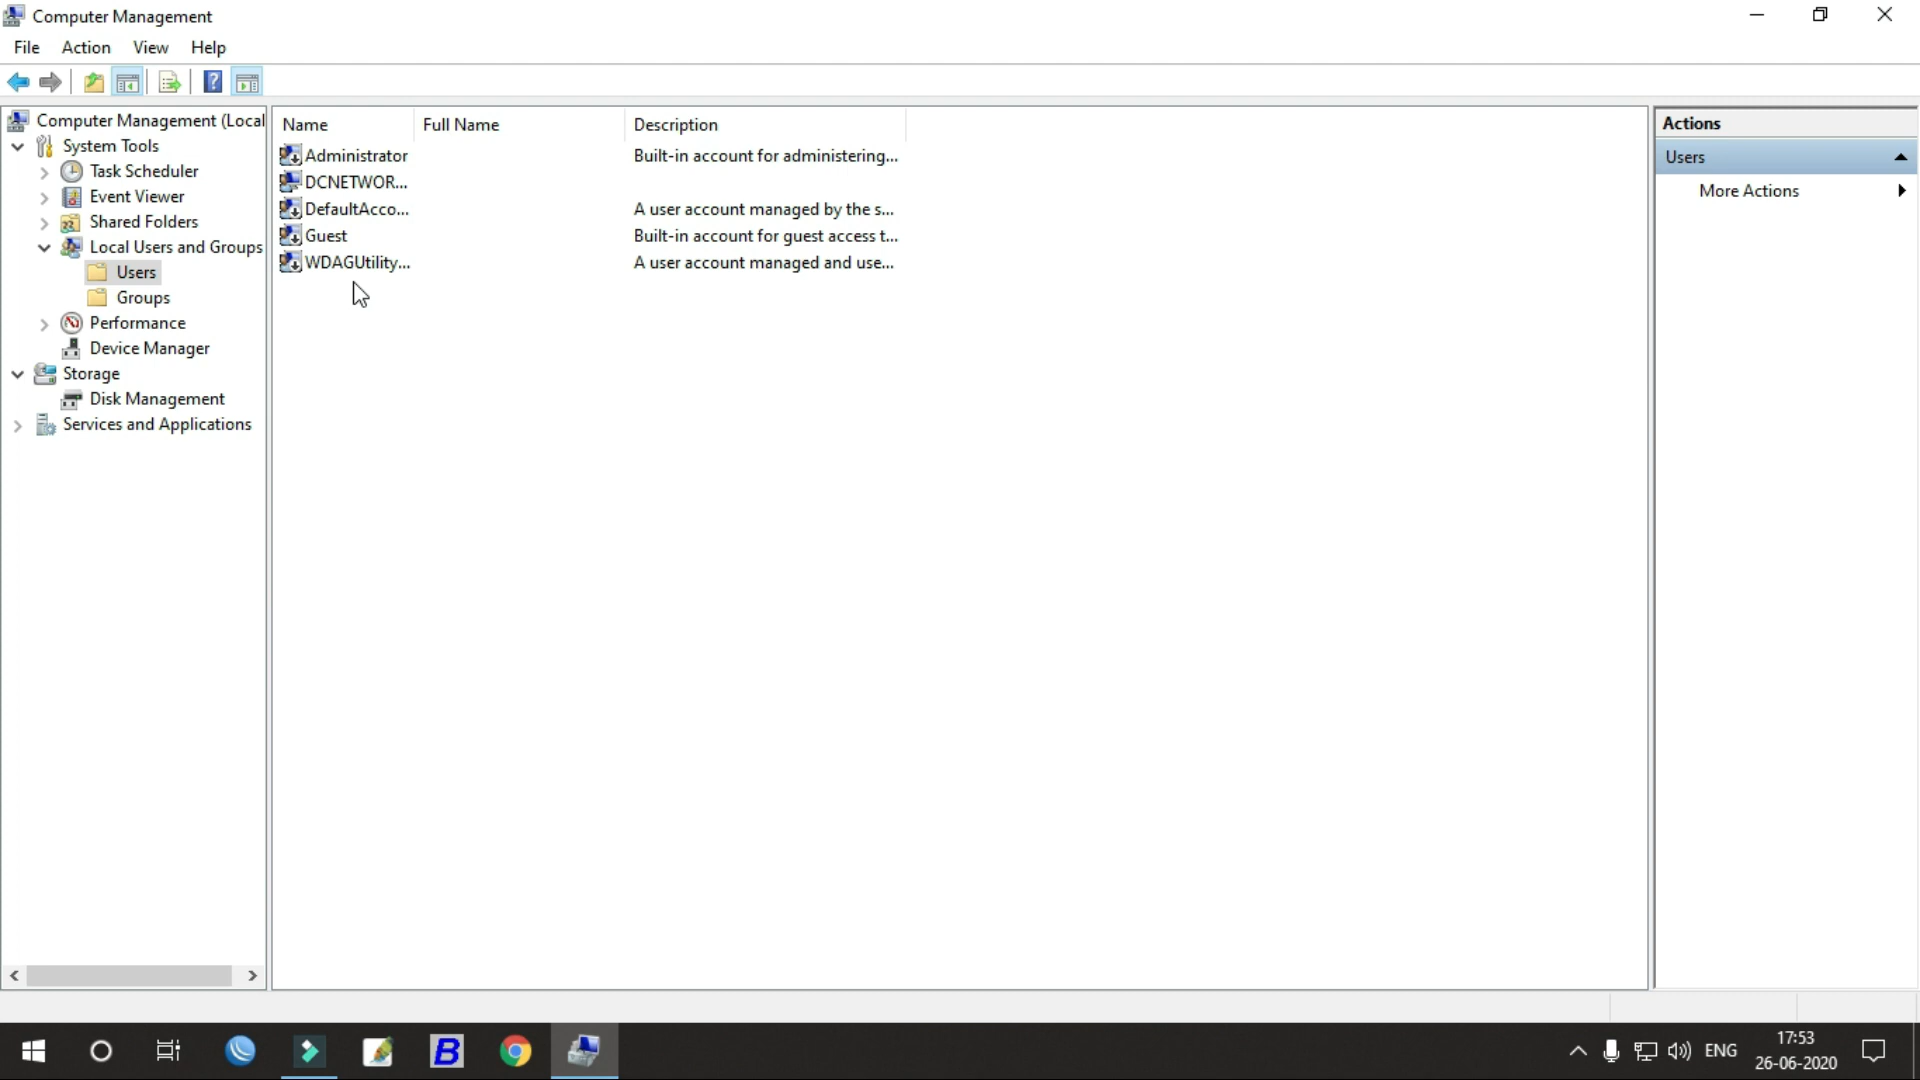 Computer Management
File Action View Help
Computer Management (Local
System Tools
Task Scheduler
Event Viewer
Shared Folders
Local Users and Groups
Users
Groups
Performance
Device Manager
Storage
Disk Management
Services and Applications
Name Full Name Description
Administrator Built-in account for administering...
DCNETWOR...
DefaultAcco... A user account managed by the s...
Guest Built-in account for guest access t...
WDAGUtility... A user account managed and use...
Actions
Users
More Actions
B
ENG
17:53
26-06-2020